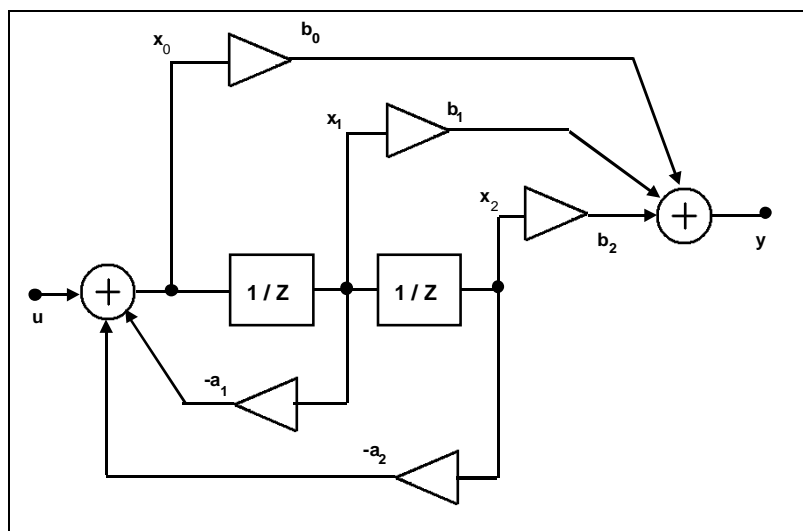 x₀
b₀
x₁
b₁
x₂
b₂
+
y
+
u
1 / Z
1 / Z
-a₁
-a₂